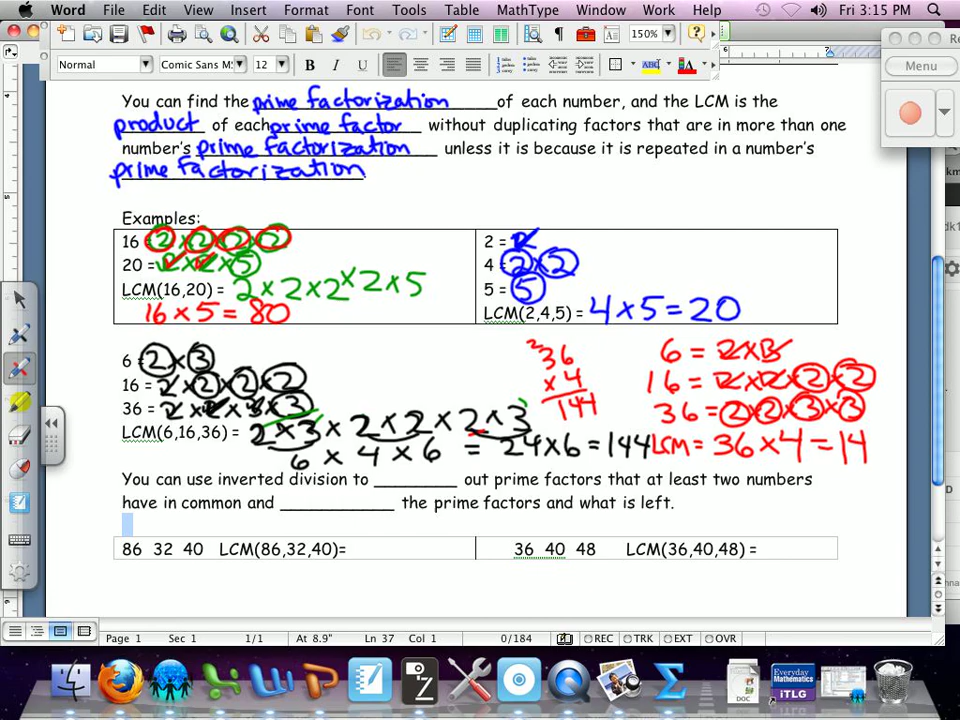 Word File Edit View Insert Format Font Tools Table MathType Window Work Help Fri 3:15 PM
150%
Normal Comic Sans M 12 B I U
Menu
You can find the prime factorization of each number, and the LCM is the
product of each prime factor without duplicating factors that are in more than one
number's prime factorization unless it is because it is repeated in a number's
prime factorization
Examples:
16 = 2 × 2 × 2 × 2
20 = 2 × 2 × 5
LCM(16,20) = 2 × 2 × 2 × 2 × 5
16 × 5 = 80
2 = 2
4 = 2 × 2
5 = 5
LCM(2,4,5) = 4 × 5 = 20
6 = 2 × 3
16 = 2 × 2 × 2 × 2
36 = 2 × 2 × 3 × 3
LCM(6,16,36) = 2 × 3 × 2 × 2 × 2 × 3
6 × 4 × 6 = 24 × 6 = 144
2
36
× 4
144
6 = 2 × 3
16 = 2 × 2 × 2 × 2
36 = 2 2 3 3
LCM = 36 × 4 = 14
You can use inverted division to ________ out prime factors that at least two numbers
have in common and ___________ the prime factors and what is left.
86 32 40 LCM(86,32,40)=
36 40 48 LCM(36,40,48) =
Page 1 Sec 1 1/1 At 8.9" Ln 37 Col 1 0/184 REC TRK EXT OVR
DOC
Everyday
Mathematics
iTLG